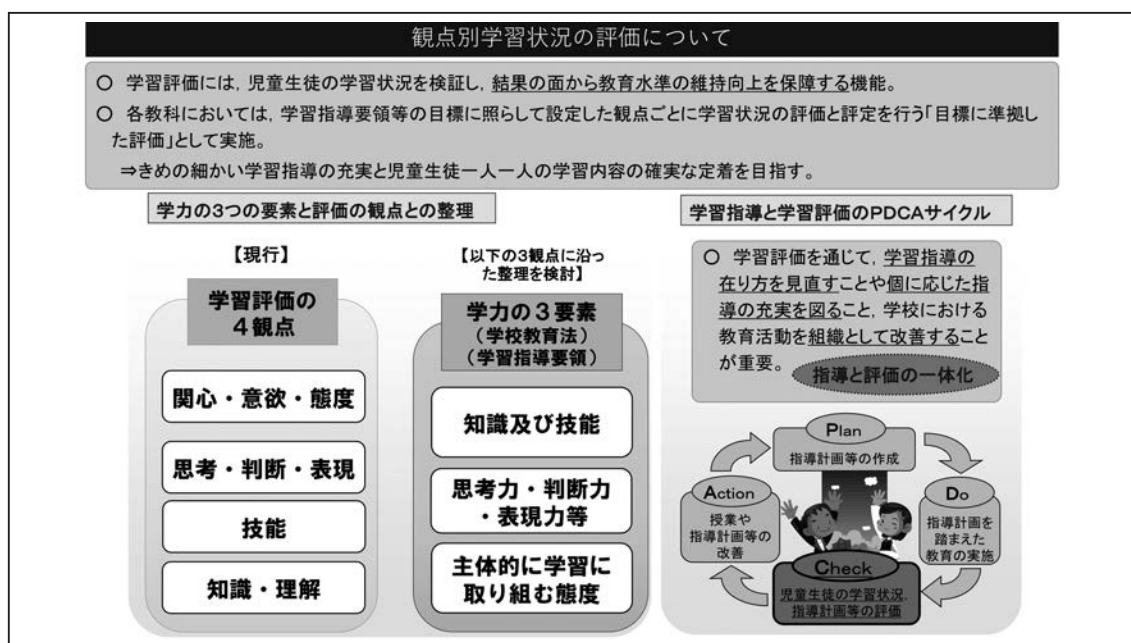 観点別学習状況の評価について
○ 学習評価には，児童生徒の学習状況を検証し，結果の面から教育水準の維持向上を保障する機能。
○ 各教科においては，学習指導要領等の目標に照らして設定した観点ごとに学習状況の評価と評定を行う「目標に準拠し
た評価」として実施。
⇒きめの細かい学習指導の充実と児童生徒一人一人の学習内容の確実な定着を目指す。
学力の3つの要素と評価の観点との整理
【現行】
学習評価の
４観点
関心・意欲・態度
思考・判断・表現
技能
知識・理解
【以下の３観点に沿っ
た整理を検討】
学力の３要素
（学校教育法）
（学習指導要領）
知識及び技能
思考力・判断力
・表現力等
主体的に学習に
取り組む態度
学習指導と学習評価のPDCAサイクル
○ 学習評価を通じて，学習指導の
在り方を見直すことや個に応じた指
導の充実を図ること，学校における
教育活動を組織として改善すること
が重要。
指導と評価の一体化
Plan
指導計画等の作成
Do
指導計画を
踏まえた
教育の実施
Check
児童生徒の学習状況，
指導計画等の評価
Action
授業や
指導計画等の
改善